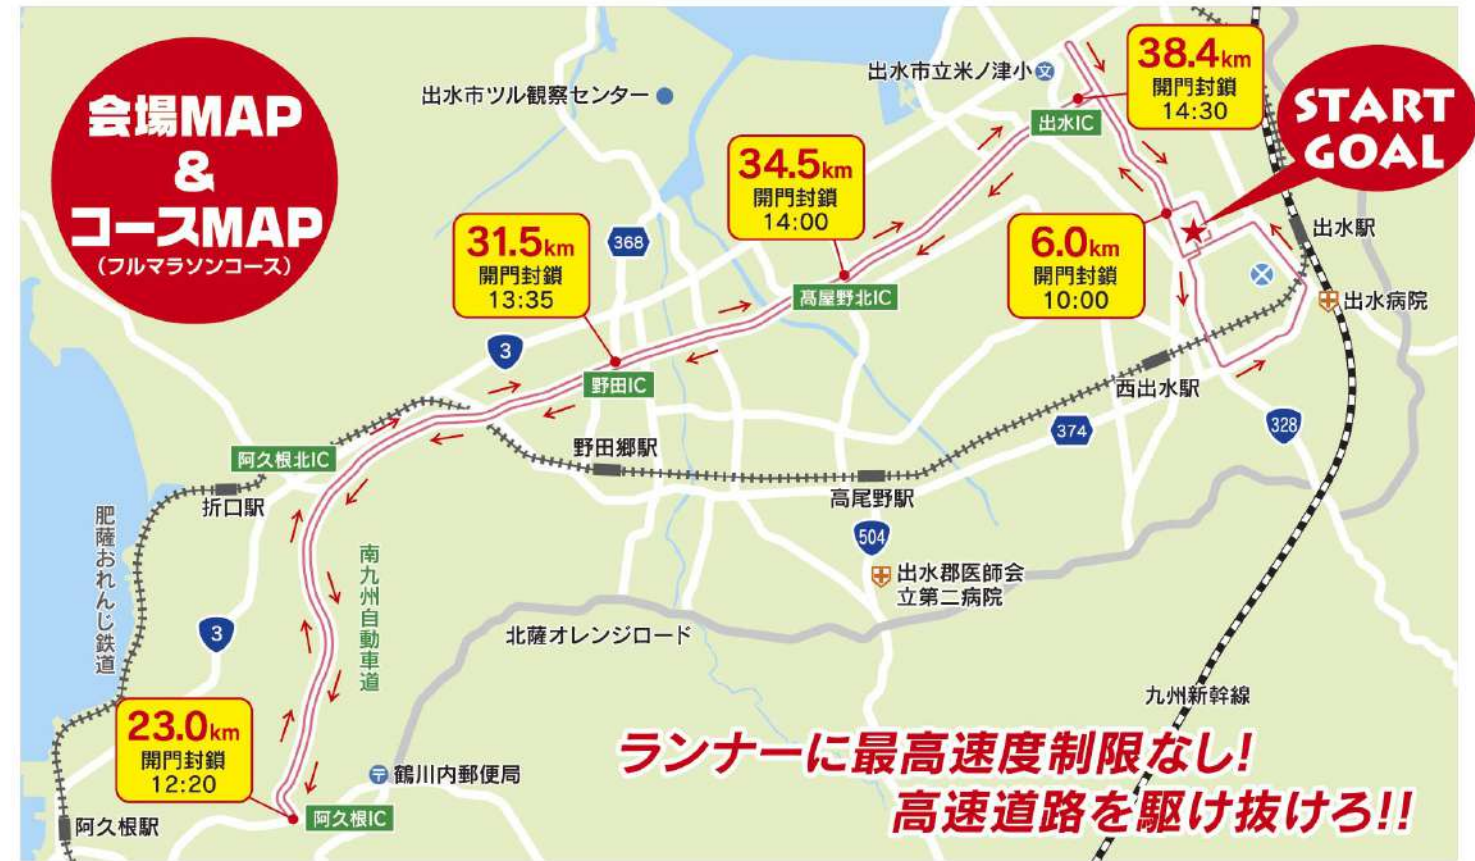 会場MAP
&
コースMAP
(フルマラソンコース)
出水市ツル観察センター
出水市立米ノ津小
文
38.4km
開門封鎖
14:30
START
GOAL
出水IC
34.5km
開門封鎖
14:00
31.5km
開門封鎖
13:35
368
6.0km
開門封鎖
10:00
出水駅
髙屋野北IC
出水病院
3
野田IC
西出水駅
374
328
阿久根北IC
野田郷駅
折口駅
高尾野駅
504
肥薩おれんじ鉄道
南九州自動車道
出水郡医師会
立第二病院
3
北薩オレンジロード
九州新幹線
23.0km
開門封鎖
12:20
〒
鶴川内郵便局
阿久根IC
阿久根駅
ランナーに最高速度制限なし!
高速道路を駆け抜けろ!!